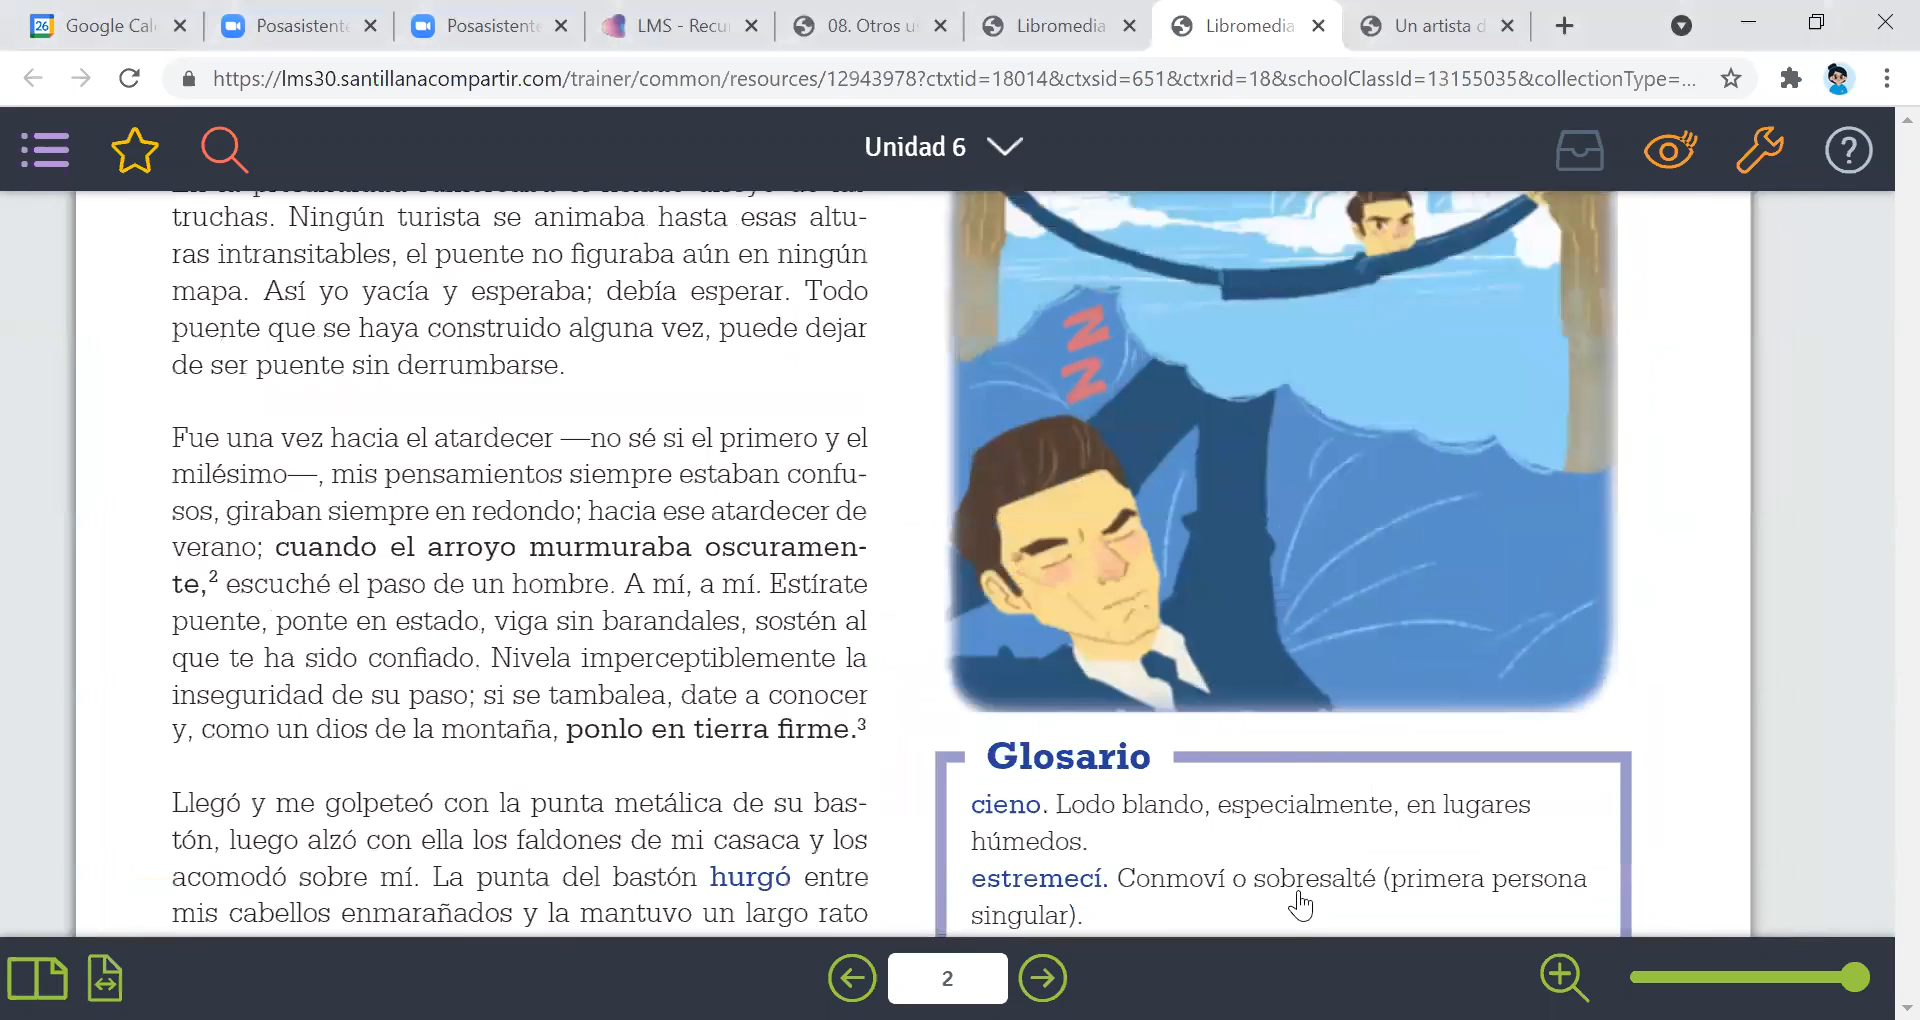 Google Cal
Posasistente
Posasistente
LMS - Recu
08. Otros u
Libromedia
Libromedia
Un artista d
https://lms30.santillanacompartir.com/trainer/common/resources/12943978?ctxtid=18014&ctxsid=651&ctxrid=18&schoolClassId=13155035&collectionType=...
Unidad 6
truchas. Ningún turista se animaba hasta esas altu-
ras intransitables, el puente no figuraba aún en ningún
mapa. Así yo yacía y esperaba; debía esperar. Todo
puente que se haya construido alguna vez, puede dejar
de ser puente sin derrumbarse.
Fue una vez hacia el atardecer —no sé si el primero y el
milésimo—, mis pensamientos siempre estaban confu-
sos, giraban siempre en redondo; hacia ese atardecer de
verano; cuando el arroyo murmuraba oscuramen-
te,² escuché el paso de un hombre. A mí, a mí. Estírate
puente, ponte en estado, viga sin barandales, sostén al
que te ha sido confiado. Nivela imperceptiblemente la
inseguridad de su paso; si se tambalea, date a conocer
y, como un dios de la montaña, ponlo en tierra firme.³
Llegó y me golpeteó con la punta metálica de su bas-
tón, luego alzó con ella los faldones de mi casaca y los
acomodó sobre mí. La punta del bastón hurgó entre
mis cabellos enmarañados y la mantuvo un largo rato
Z
Z
Glosario
cieno. Lodo blando, especialmente, en lugares
húmedos.
estremecí. Conmoví o sobresalté (primera persona
singular).
2